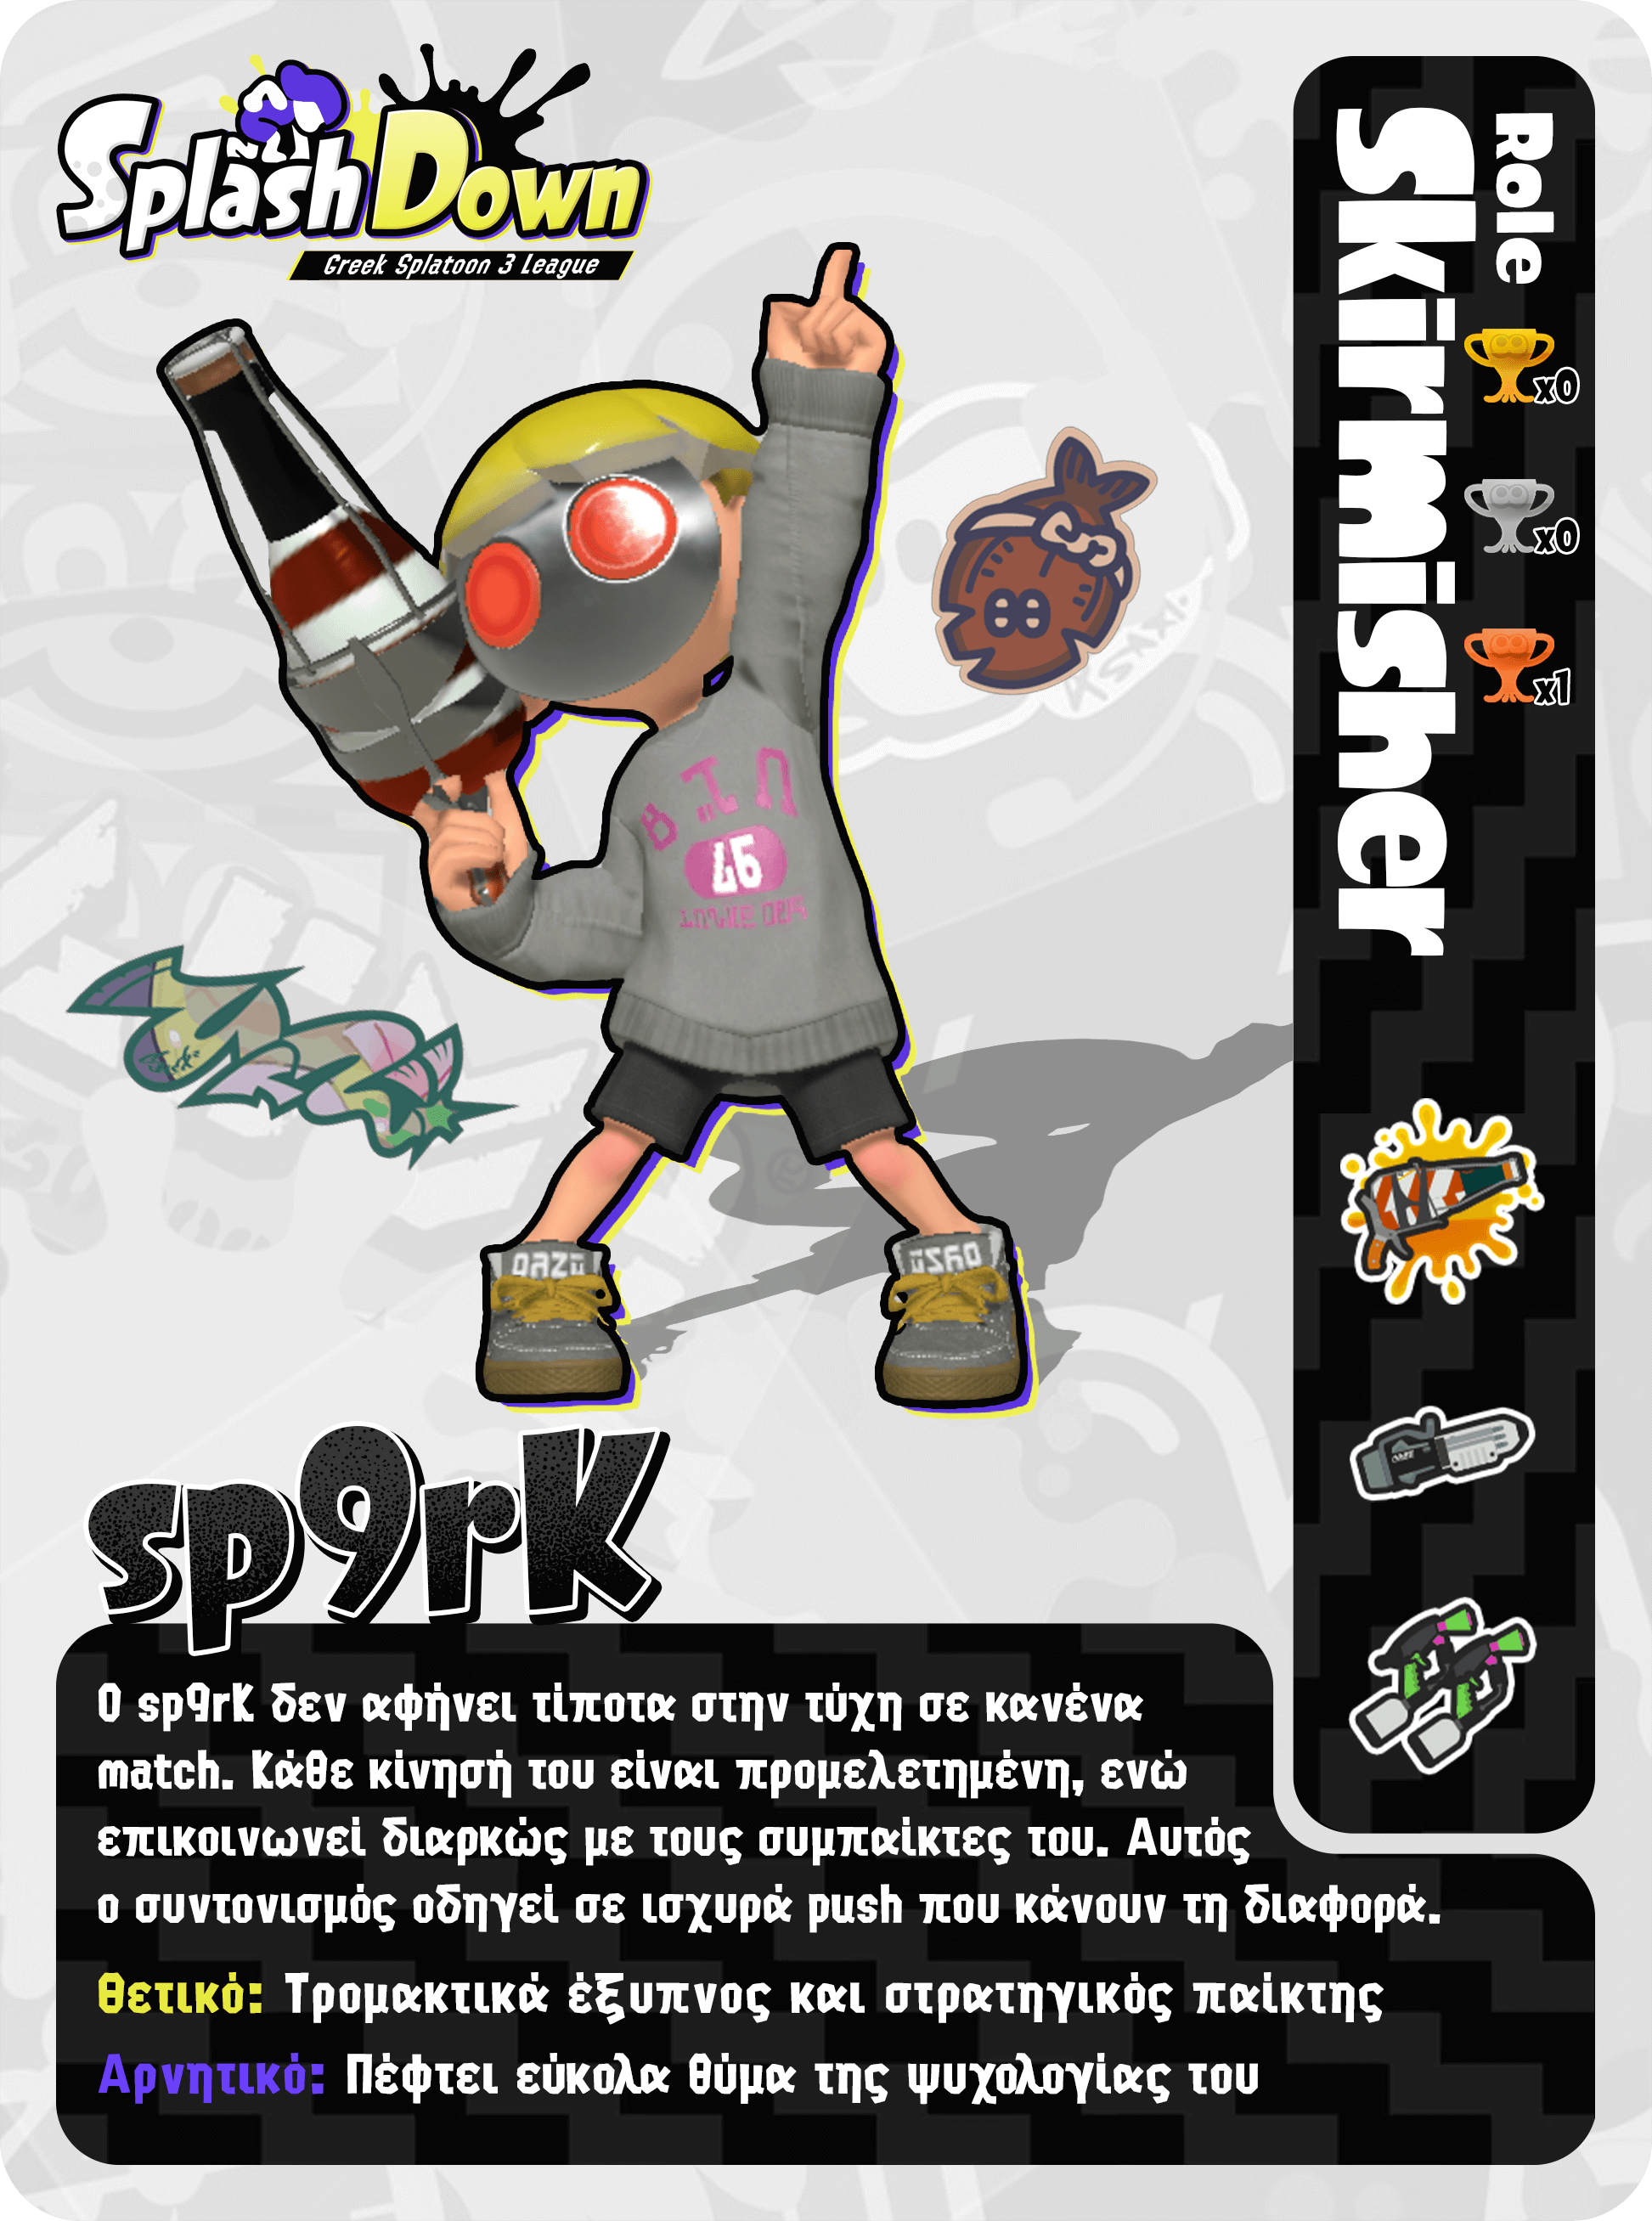 SplashDown
Greek Splatoon 3 League
Role
Skirmisher
x0
x0
x1
46
sp9rK
Ο sp9rK δεν αφήνει τίποτα στην τύχη σε κανένα
match. Κάθε κίνησή του είναι προμελετημένη, ενώ
επικοινωνεί διαρκώς με τους συμπαίκτες του. Αυτός
ο συντονισμός οδηγεί σε ισχυρά push που κάνουν τη διαφορά.
Θετικό: Τρομακτικά έξυπνος και στρατηγικός παίκτης
Αρνητικό: Πέφτει εύκολα θύμα της ψυχολογίας του